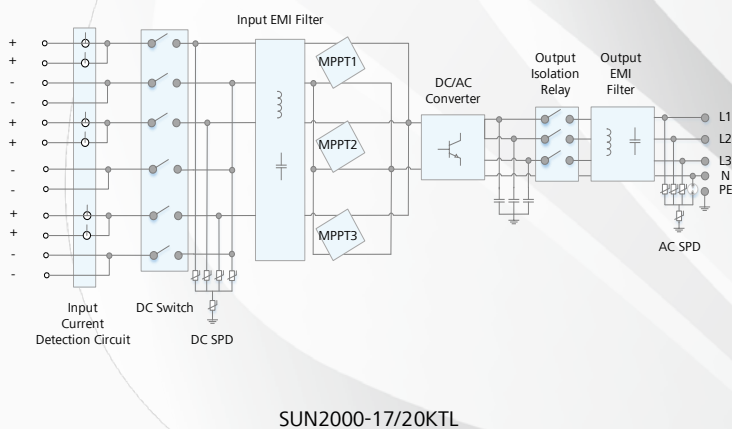 Input EMI Filter
+
+
-
-
+
+
-
-
+
+
-
-
MPPT1
MPPT2
MPPT3
DC/AC
Converter
Output
Isolation
Relay
Output
EMI
Filter
L1
L2
L3
N
PE
AC SPD
Input
Current
Detection Circuit
DC Switch
DC SPD
SUN2000-17/20KTL